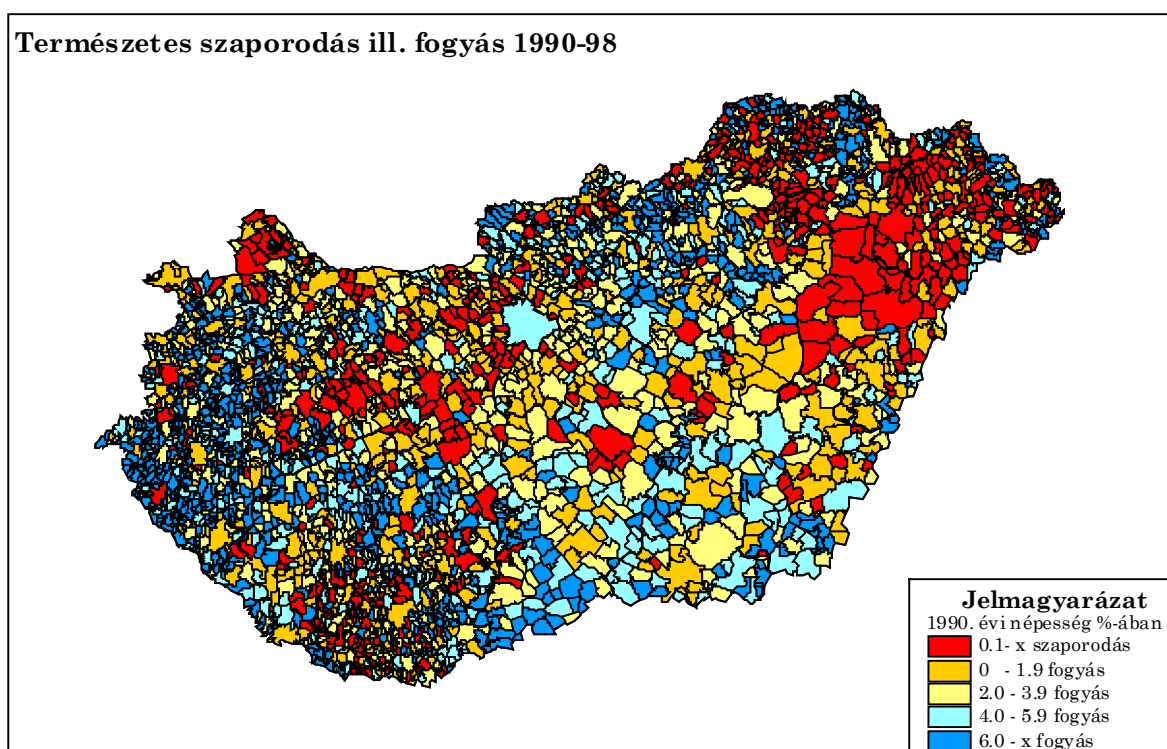 Természetes szaporodás ill. fogyás 1990-98
Jelmagyarázat
1990. évi népesség %-ában
0.1- x szaporodás
0 - 1.9 fogyás
2.0 - 3.9 fogyás
4.0 - 5.9 fogyás
6.0 - x fogyás